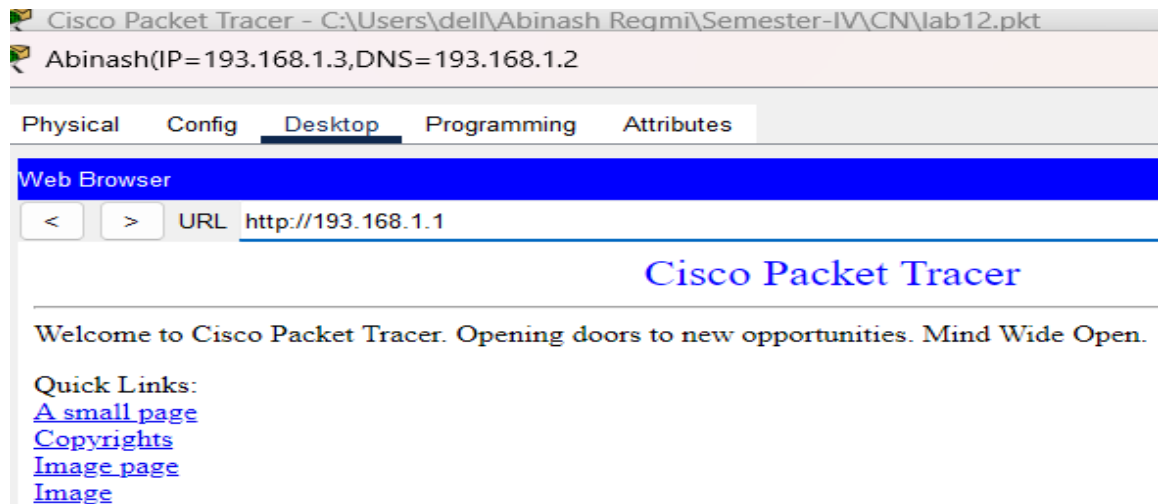 Cisco Packet Tracer - C:\Users\dell\Abinash Regmi\Semester-IV\CN\lab12.pkt
Abinash(IP=193.168.1.3,DNS=193.168.1.2
Physical Config Desktop Programming Attributes
Web Browser
< > URL http://193.168.1.1
Cisco Packet Tracer
Welcome to Cisco Packet Tracer. Opening doors to new opportunities. Mind Wide Open.
Quick Links:
A small page
Copyrights
Image page
Image